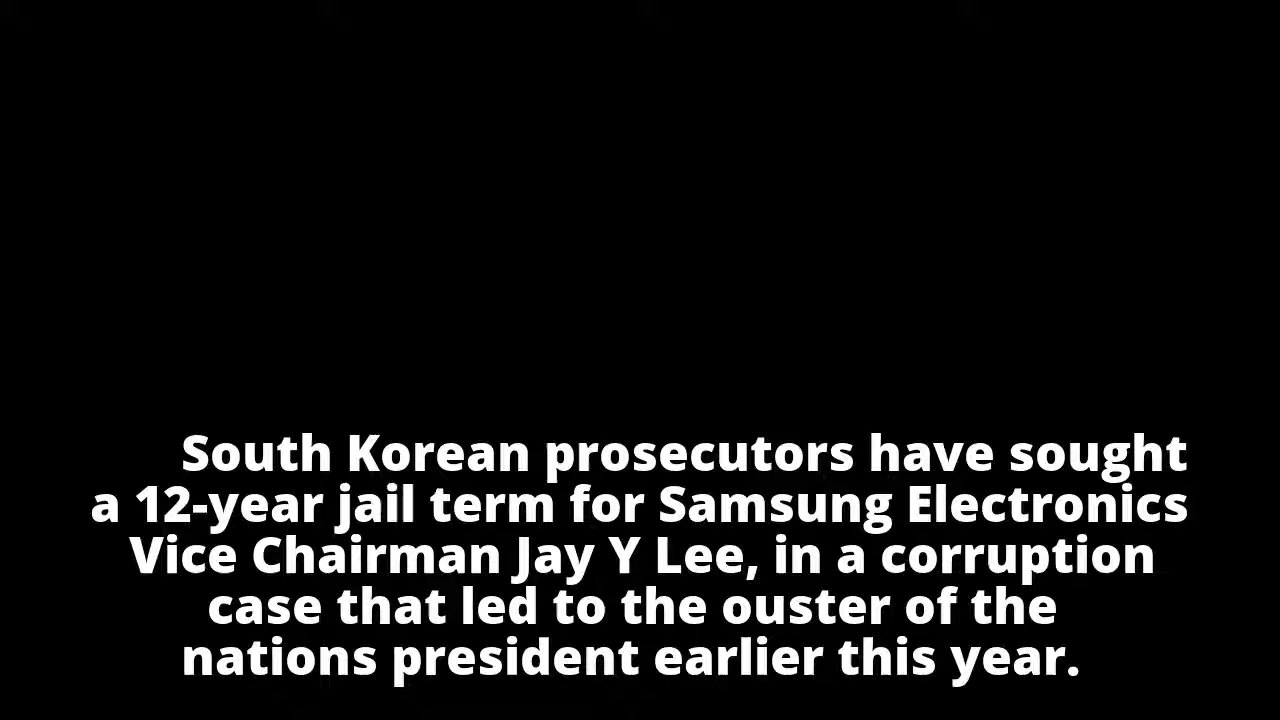 South Korean prosecutors have sought
a 12-year jail term for Samsung Electronics
Vice Chairman Jay Y Lee, in a corruption
case that led to the ouster of the
nations president earlier this year.